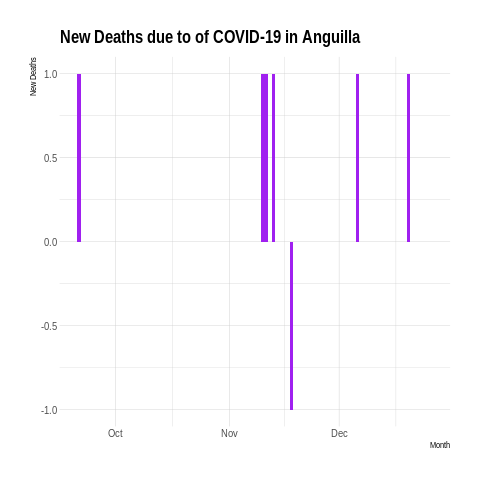 New Deaths due to of COVID-19 in Anguilla
New Deaths
1.0
0.5
0.0
-0.5
-1.0
Oct Nov Dec
Month